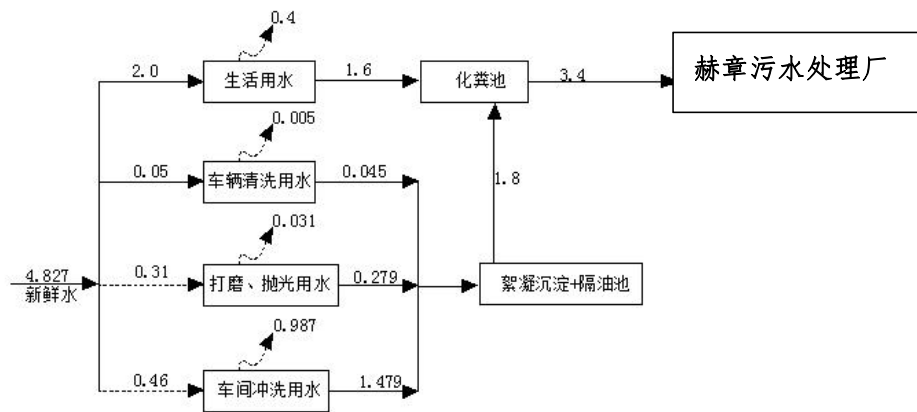 0.4
2.0
生活用水
1.6
化粪池
3.4
赫章污水处理厂
0.005
0.05
车辆清洗用水
0.045
1.8
0.031
4.827
新鲜水
0.31
打磨、抛光用水
0.279
絮凝沉淀+隔油池
0.987
0.46
车间冲洗用水
1.479